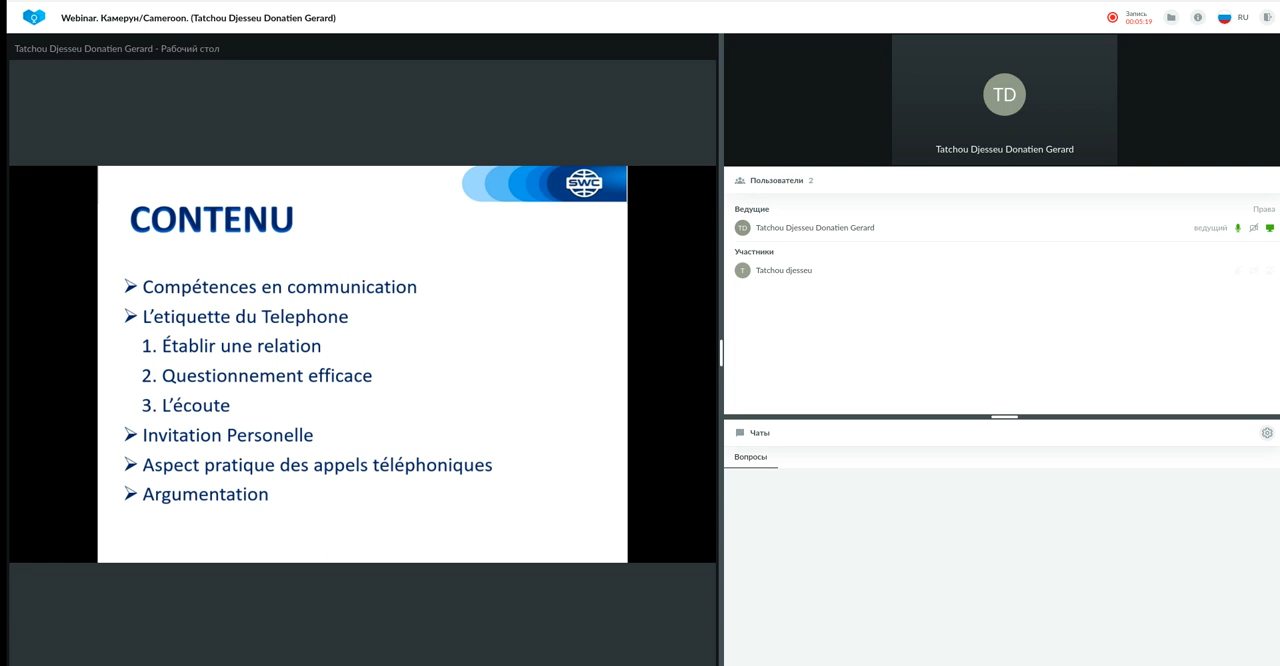 Webinar. Камерун/Cameroon. (Tatchou Djesseu Donatien Gerard)
Запись
00:05:19
RU
Tatchou Djesseu Donatien Gerard - Рабочий стол
SWC
CONTENU
➢ Compétences en communication
➢ L’etiquette du Telephone
1. Établir une relation
2. Questionnement efficace
3. L’écoute
➢ Invitation Personelle
➢ Aspect pratique des appels téléphoniques
➢ Argumentation
TD
Tatchou Djesseu Donatien Gerard
Пользователи 2
Ведущие Права
TD Tatchou Djesseu Donatien Gerard ведущий
Участники
T Tatchou djesseu
Чаты
Вопросы